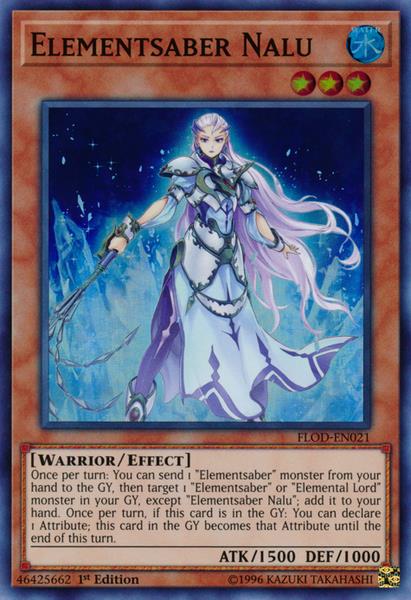 Elementsaber Nalu
WATER
水
FLOD-EN021
[Warrior/Effect]
Once per turn: You can send 1 "Elementsaber" monster from your
hand to the GY, then target 1 "Elementsaber" or "Elemental Lord"
monster in your GY, except "Elementsaber Nalu"; add it to your
hand. Once per turn, if this card is in the GY: You can declare
1 Attribute; this card in the GY becomes that Attribute until the
end of this turn.
ATK/1500 DEF/1000
46425662 1st Edition ©1996 KAZUKI TAKAHASHI